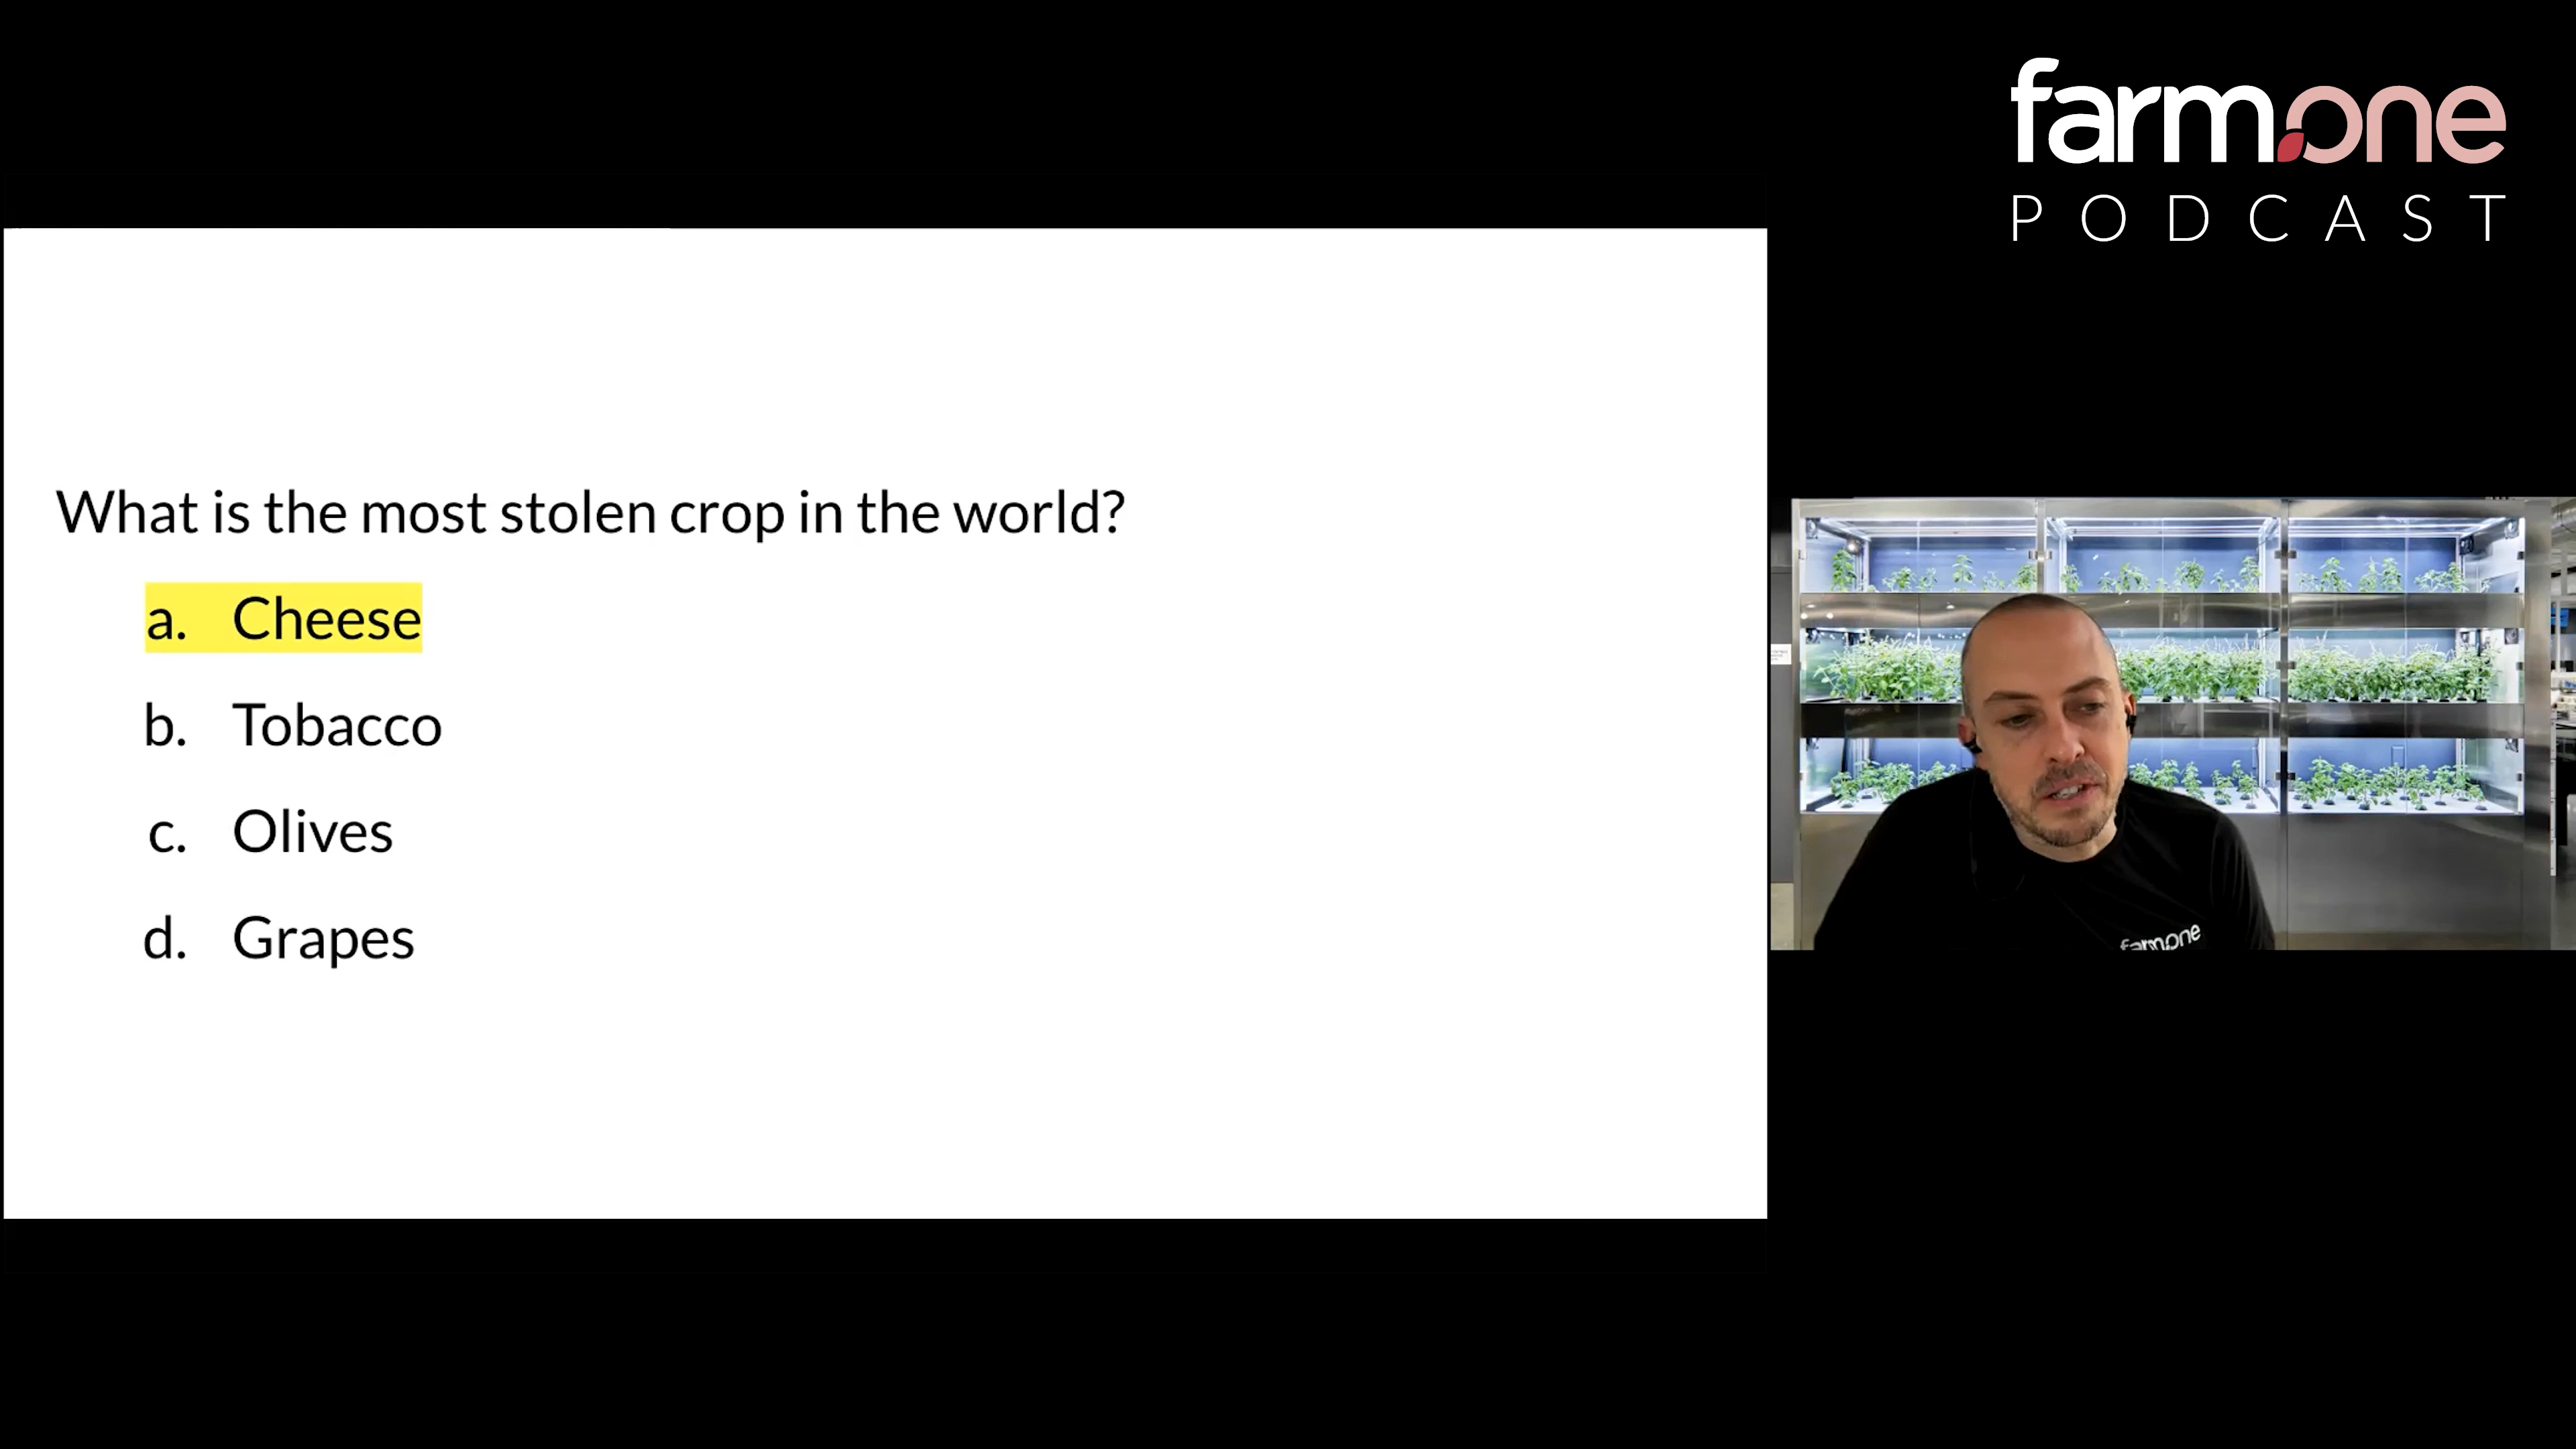 farm.one
PODCAST
What is the most stolen crop in the world?
a. Cheese
b. Tobacco
c. Olives
d. Grapes
farm.one